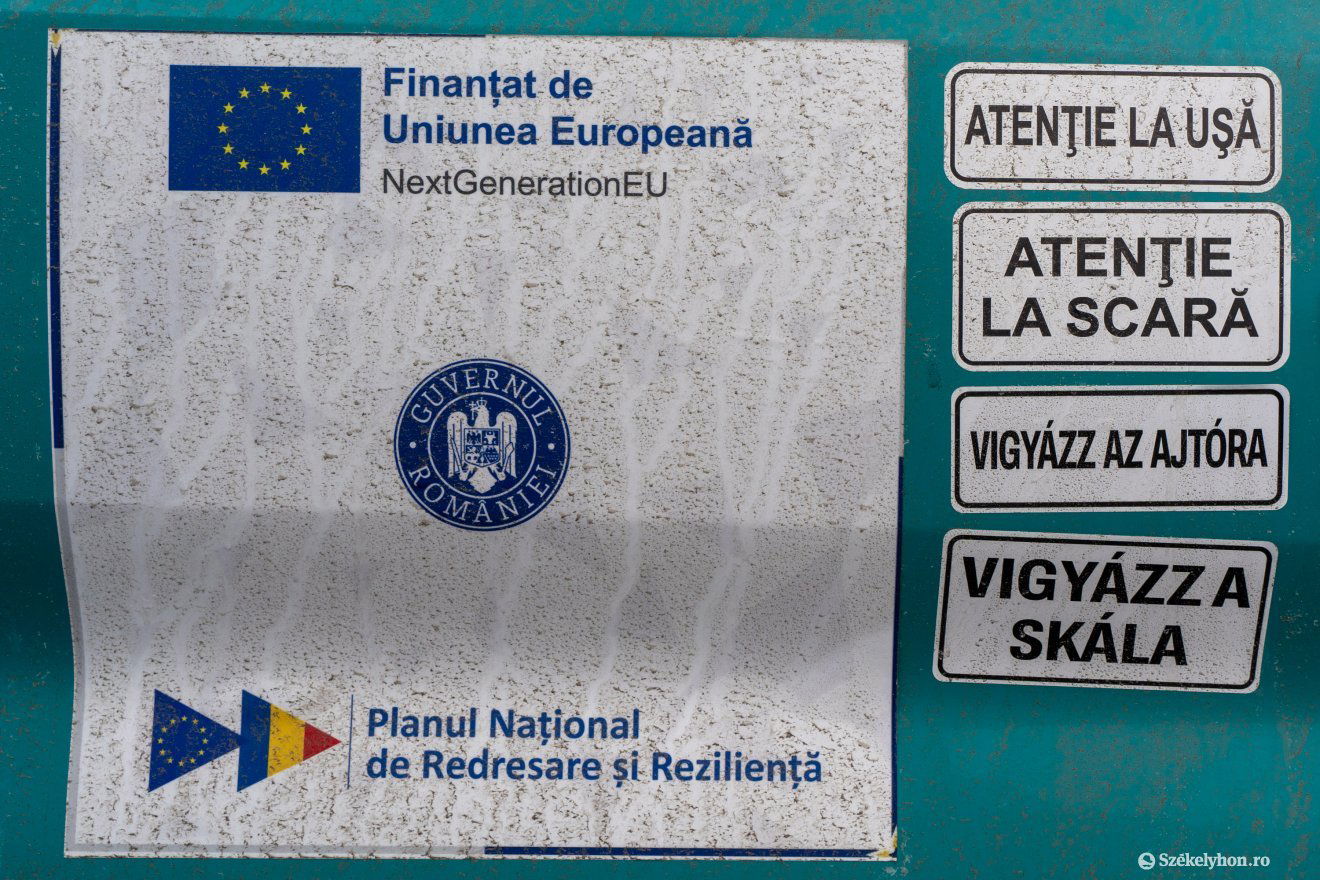 Finanțat de
Uniunea Europeană
NextGenerationEU
GUVERNUL
ROMÂNIEI
Planul Național
de Redresare și Reziliență
ATENŢIE LA UŞĂ
ATENŢIE
LA SCARĂ
VIGYÁZZ AZ AJTÓRA
VIGYÁZZ A
SKÁLA
Székelyhon.ro